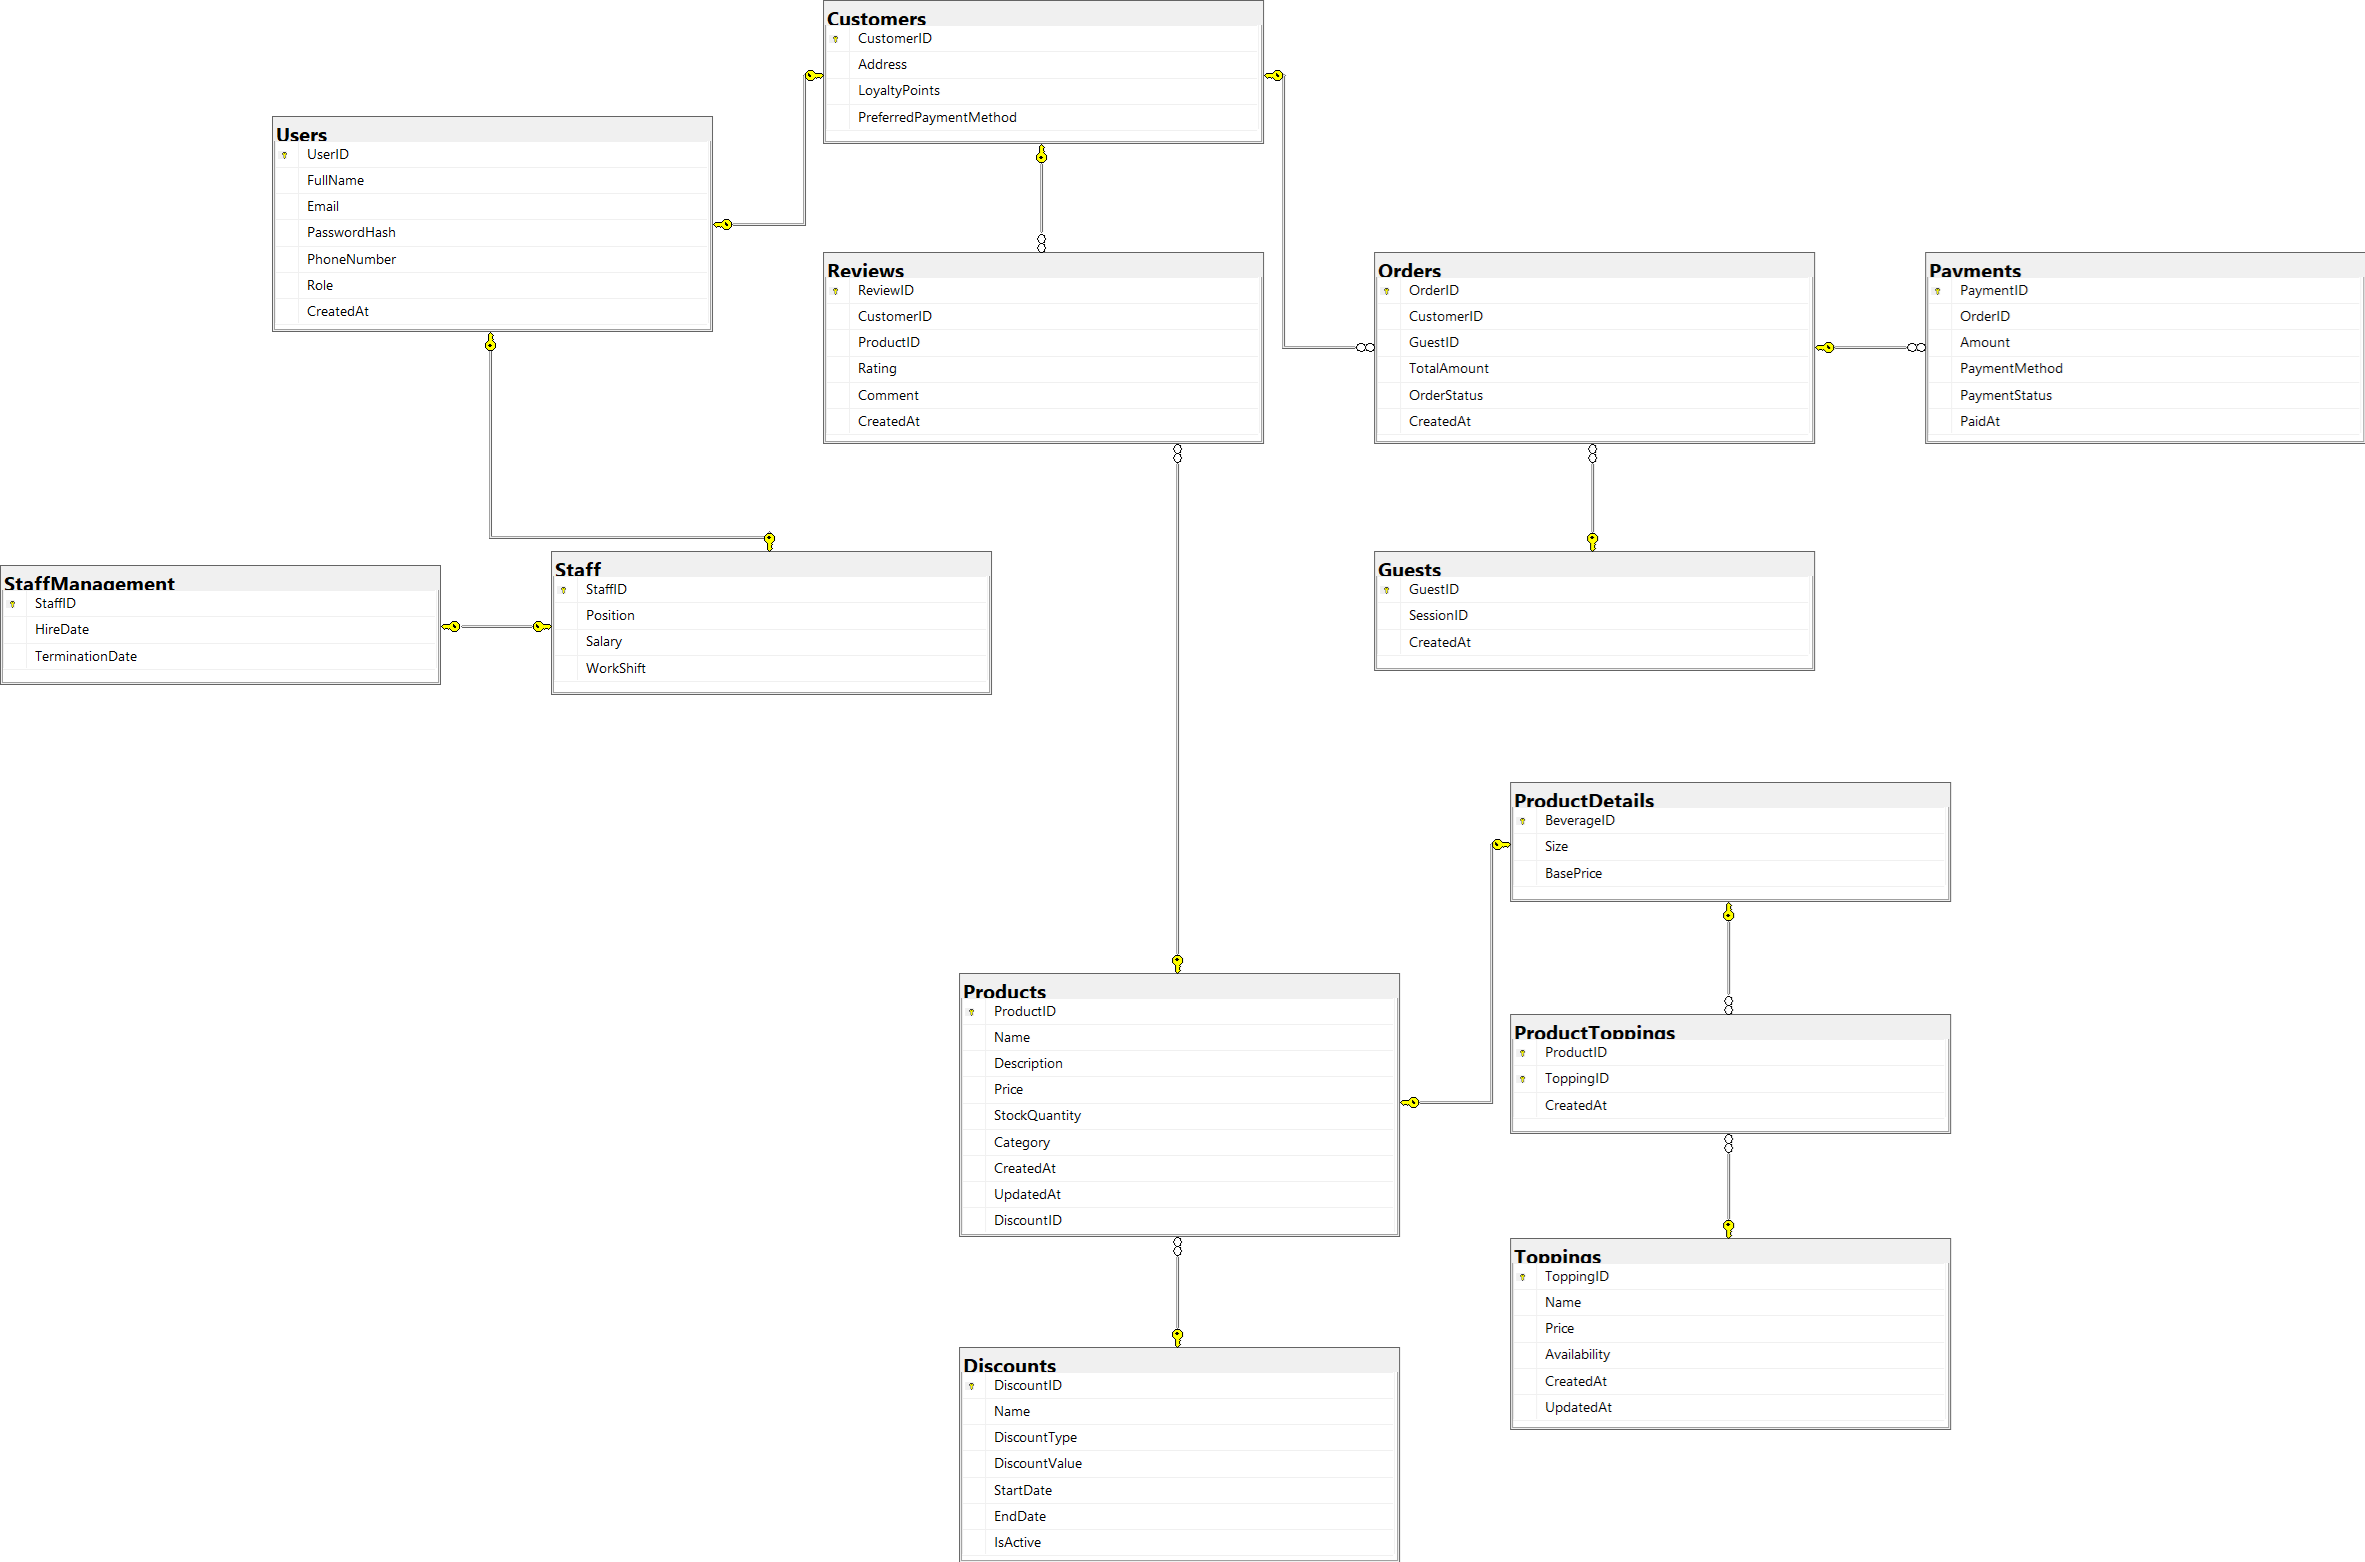 Customers
CustomerID
Address
LoyaltyPoints
PreferredPaymentMethod
Users
UserID
FullName
Email
PasswordHash
PhoneNumber
Role
CreatedAt
Reviews
ReviewID
CustomerID
ProductID
Rating
Comment
CreatedAt
Orders
OrderID
CustomerID
GuestID
TotalAmount
OrderStatus
CreatedAt
Payments
PaymentID
OrderID
Amount
PaymentMethod
PaymentStatus
PaidAt
StaffManagement
StaffID
HireDate
TerminationDate
Staff
StaffID
Position
Salary
WorkShift
Guests
GuestID
SessionID
CreatedAt
ProductDetails
BeverageID
Size
BasePrice
Products
ProductID
Name
Description
Price
StockQuantity
Category
CreatedAt
UpdatedAt
DiscountID
ProductToppings
ProductID
ToppingID
CreatedAt
Toppings
ToppingID
Name
Price
Availability
CreatedAt
UpdatedAt
Discounts
DiscountID
Name
DiscountType
DiscountValue
StartDate
EndDate
IsActive